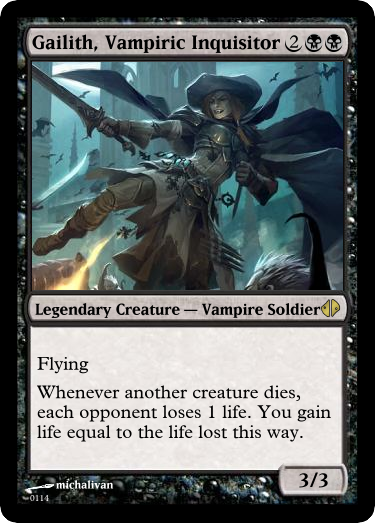 Gailith, Vampiric Inquisitor 2
Legendary Creature — Vampire Soldier
Flying
Whenever another creature dies,
each opponent loses 1 life. You gain
life equal to the life lost this way.
michalivan
0114
3/3